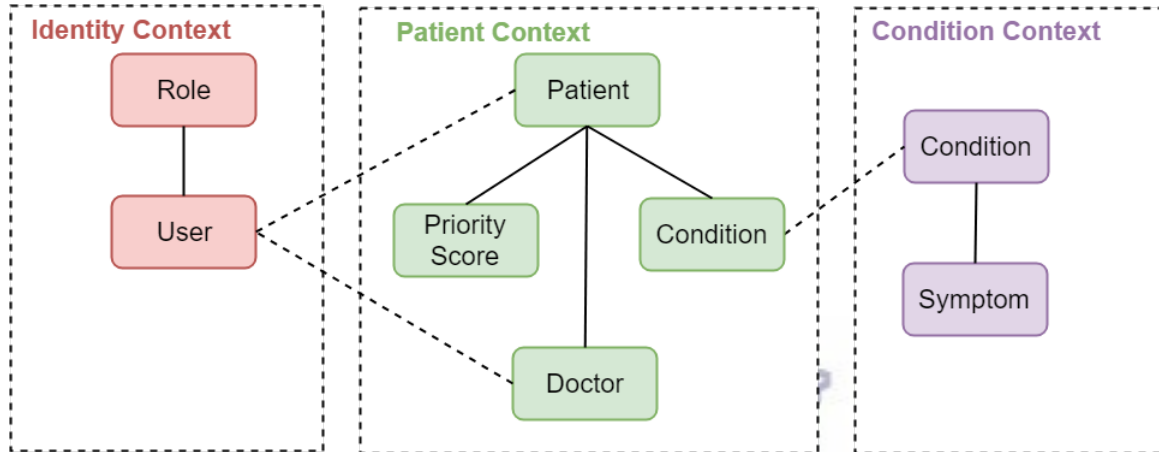 Identity Context
Patient Context
Condition Context
Role
Patient
Condition
User
Priority
Score
Condition
Symptom
Doctor